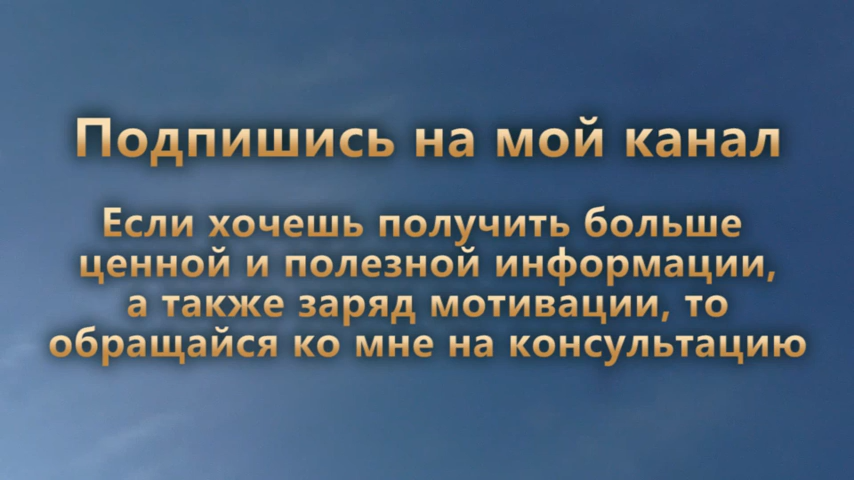 Подпишись на мой канал
Если хочешь получить больше
ценной и полезной информации,
а также заряд мотивации, то
обращайся ко мне на консультацию